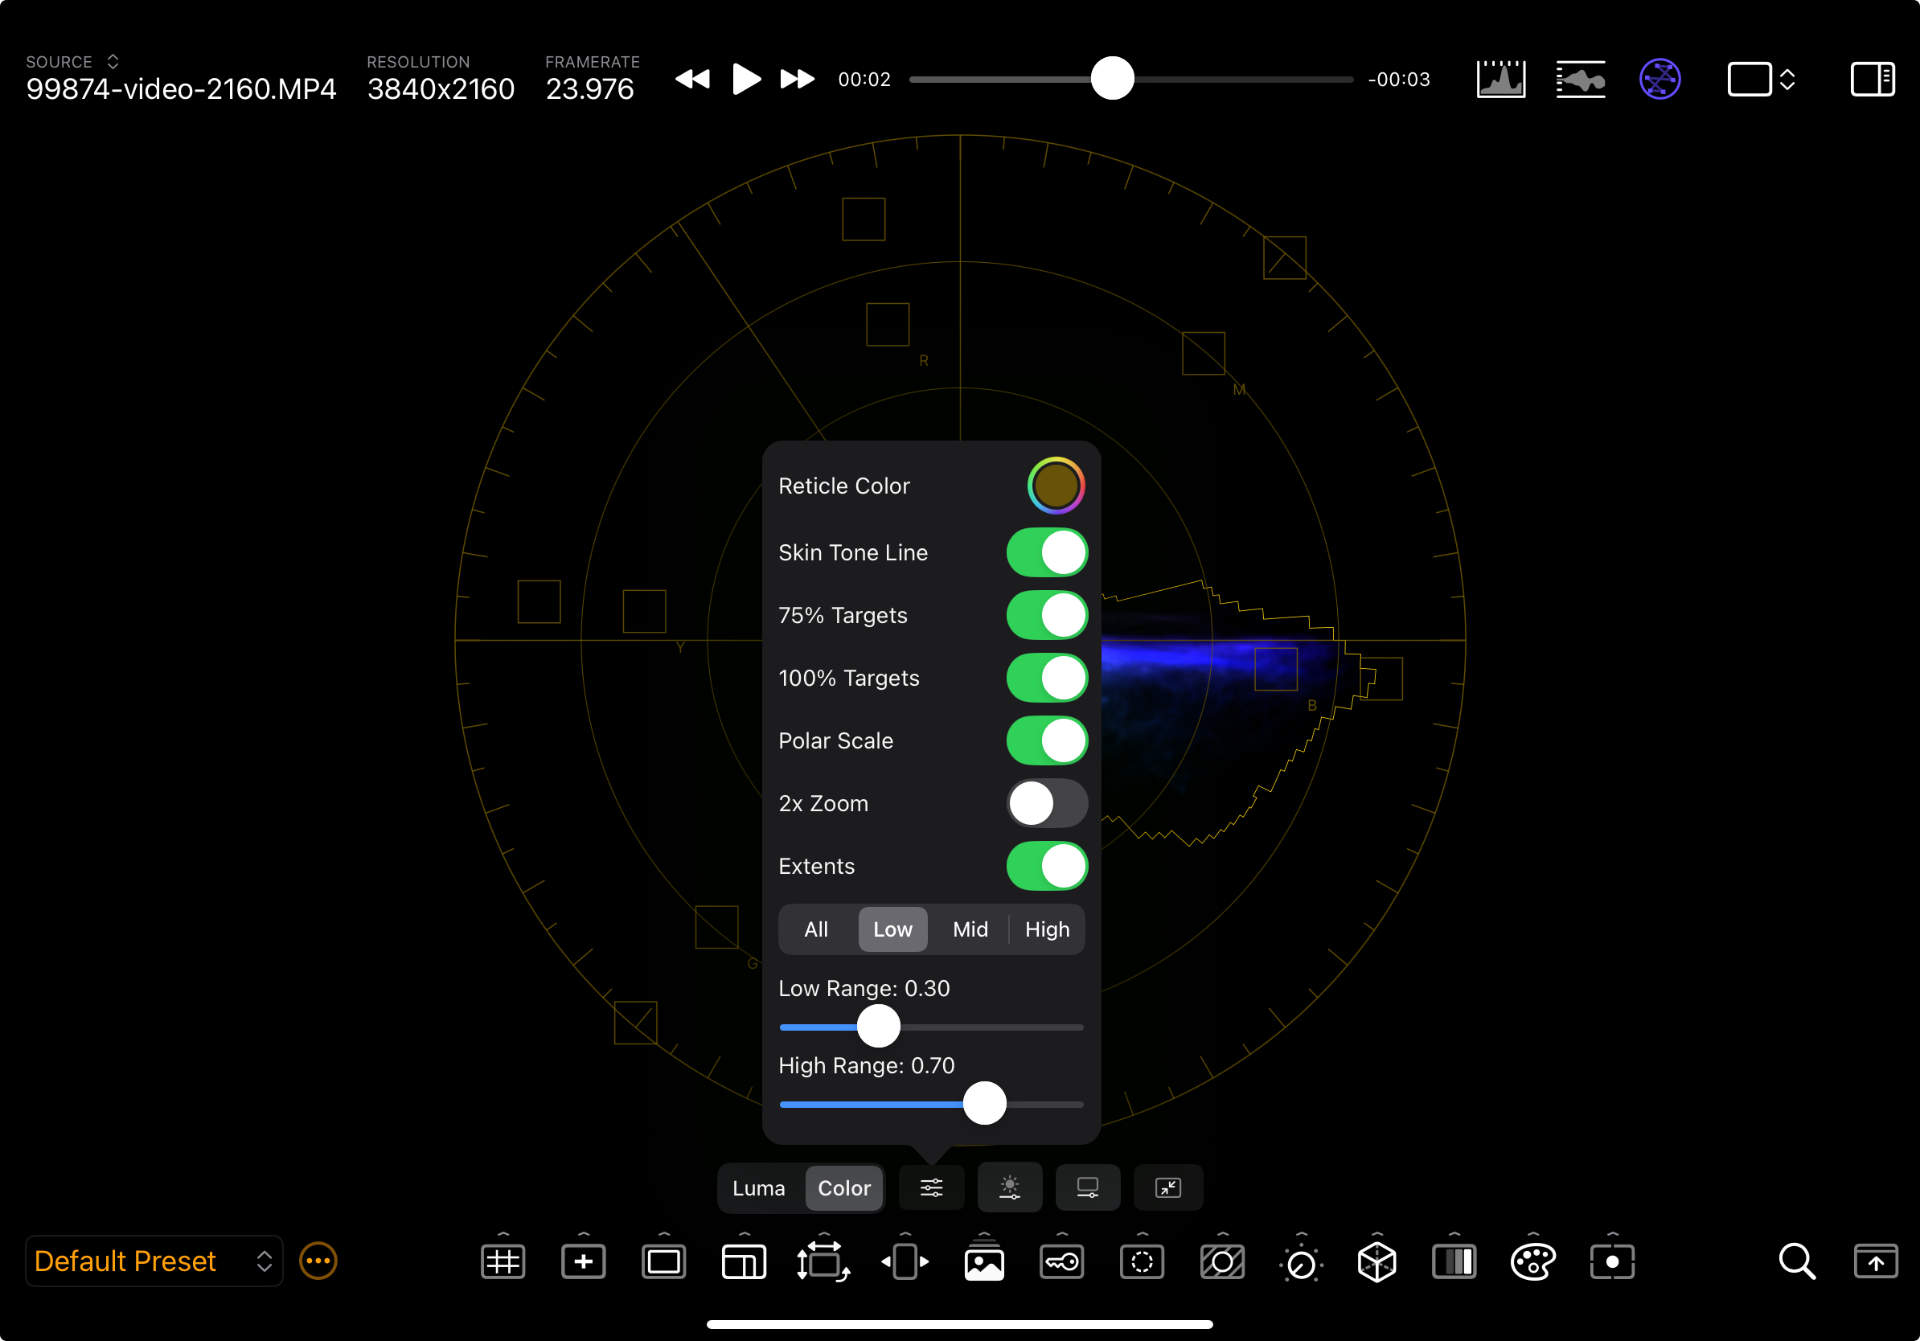 SOURCE
RESOLUTION
FRAMERATE
99874-video-2160.MP4
3840x2160
23.976
00:02
-00:03
R
M
Y
B
G
Reticle Color
Skin Tone Line
75% Targets
100% Targets
Polar Scale
2x Zoom
Extents
All
Low
Mid
High
Low Range: 0.30
High Range: 0.70
Luma
Color
Default Preset